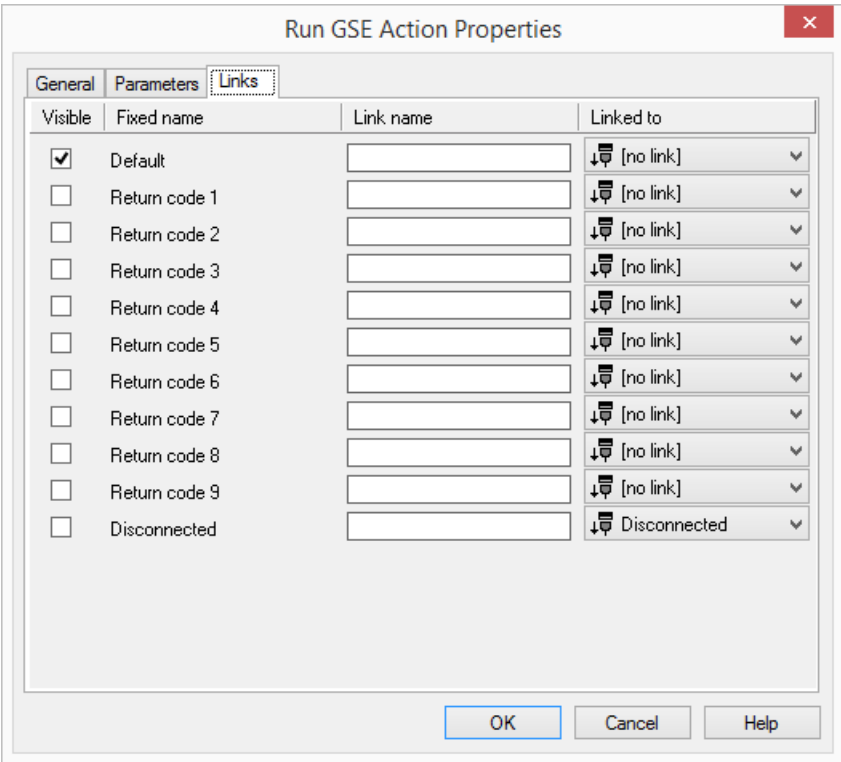 Run GSE Action Properties
General Parameters Links
Visible Fixed name Link name Linked to
Default [no link]
Return code 1 [no link]
Return code 2 [no link]
Return code 3 [no link]
Return code 4 [no link]
Return code 5 [no link]
Return code 6 [no link]
Return code 7 [no link]
Return code 8 [no link]
Return code 9 [no link]
Disconnected Disconnected
OK Cancel Help